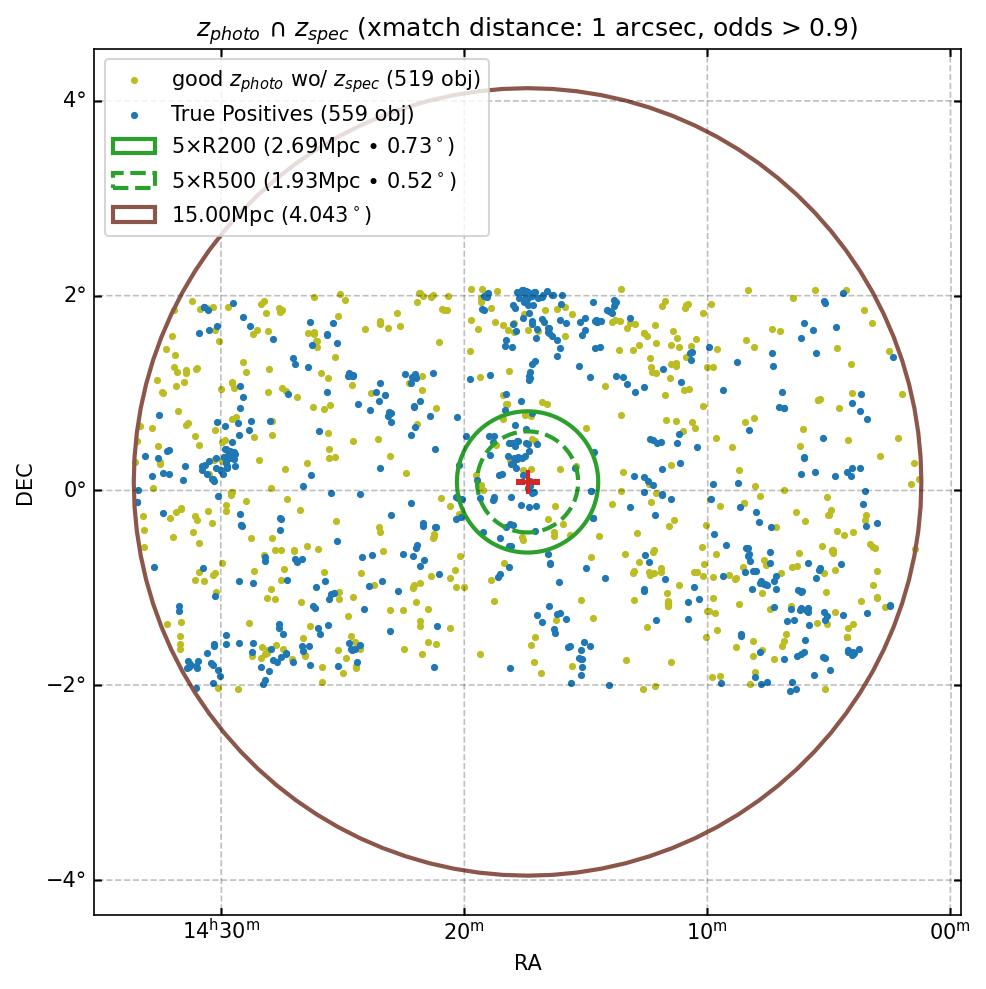 z_photo ∩ z_spec (xmatch distance: 1 arcsec, odds > 0.9)
good z_photo wo/ z_spec (519 obj)
True Positives (559 obj)
5×R200 (2.69Mpc • 0.73°)
5×R500 (1.93Mpc • 0.52°)
15.00Mpc (4.043°)
4°
2°
0°
−2°
−4°
DEC
14ʰ30ᵐ 20ᵐ 10ᵐ 00ᵐ
RA